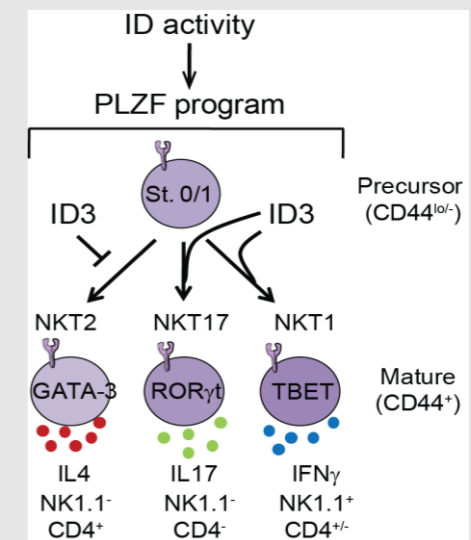 ID activity
PLZF program
St. 0/1
Precursor
(CD44lo/-)
ID3
ID3
NKT2
NKT17
NKT1
GATA-3
RORγt
TBET
Mature
(CD44+)
IL4
NK1.1-
CD4+
IL17
NK1.1-
CD4-
IFNγ
NK1.1+
CD4+/-